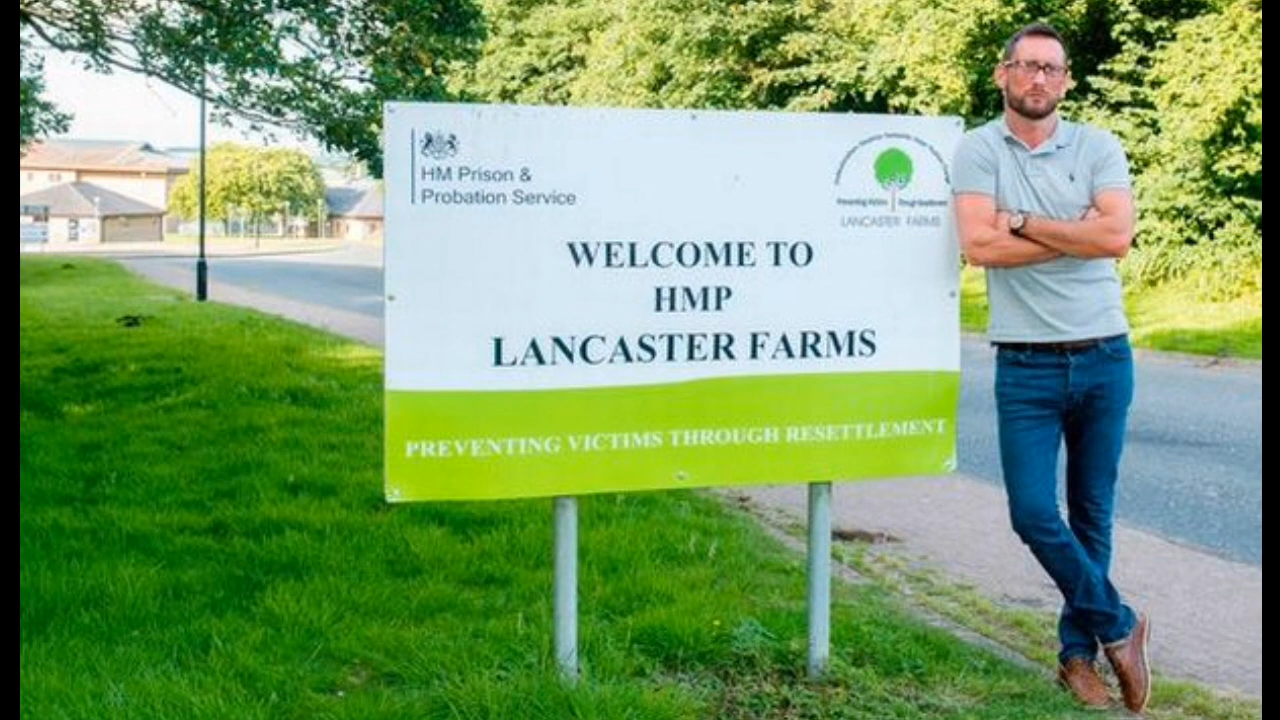 HM Prison &
Probation Service
LANCASTER FARMS
WELCOME TO
HMP
LANCASTER FARMS
PREVENTING VICTIMS THROUGH RESETTLEMENT